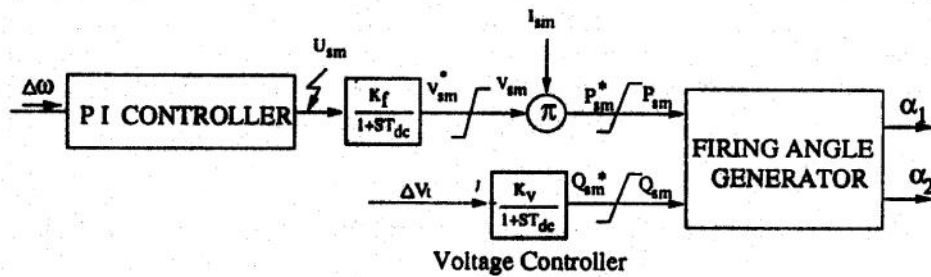 I_sm
U_sm
Δω
P I CONTROLLER
K_f
1+ST_dc
V*_sm
V_sm
π
P*_sm
P_sm
FIRING ANGLE
GENERATOR
α_1
α_2
ΔV_t
K_v
1+ST_dc
Q_sm*
Q_sm
Voltage Controller